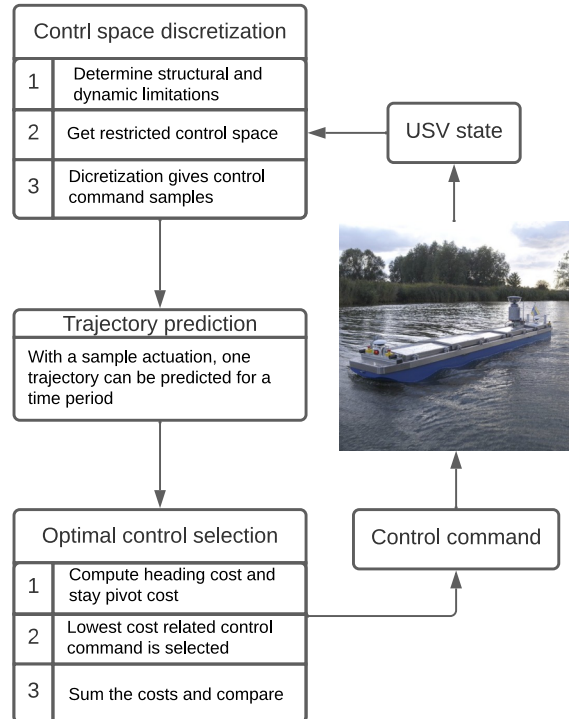 Contrl space discretization
1
Determine structural and
dynamic limitations
2
Get restricted control space
3
Dicretization gives control
command samples
USV state
Trajectory prediction
With a sample actuation, one
trajectory can be predicted for a
time period
Optimal control selection
1
Compute heading cost and
stay pivot cost
2
Lowest cost related control
command is selected
3
Sum the costs and compare
Control command